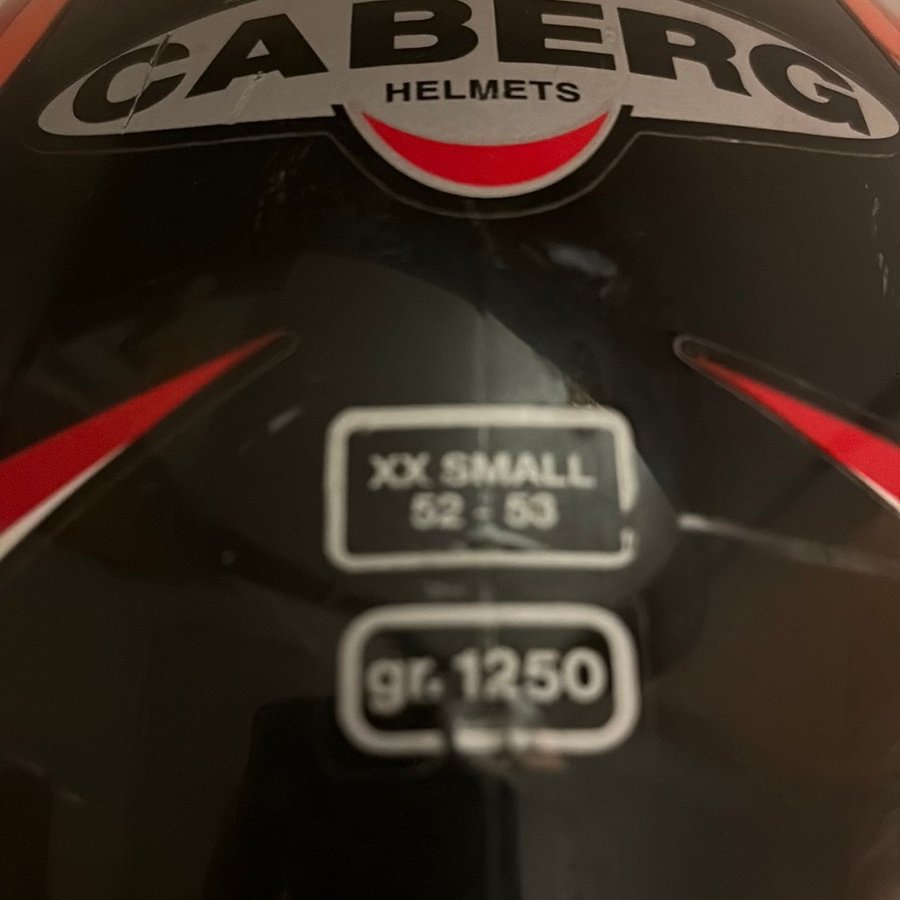 CABERG
HELMETS
XX SMALL
52 - 53
gr. 1250